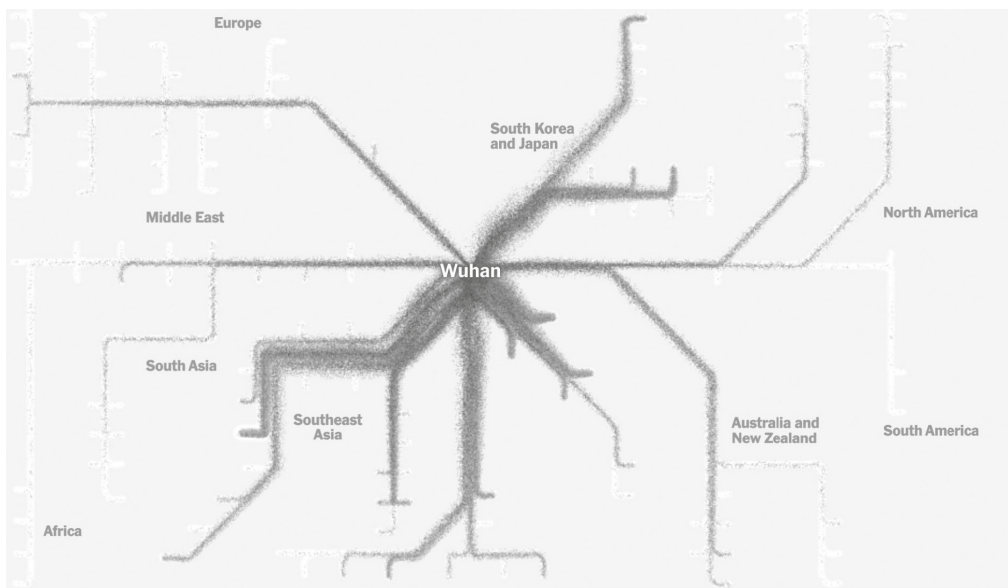 Europe
South Korea
and Japan
Middle East
North America
Wuhan
South Asia
Southeast
Asia
Australia and
New Zealand
South America
Africa